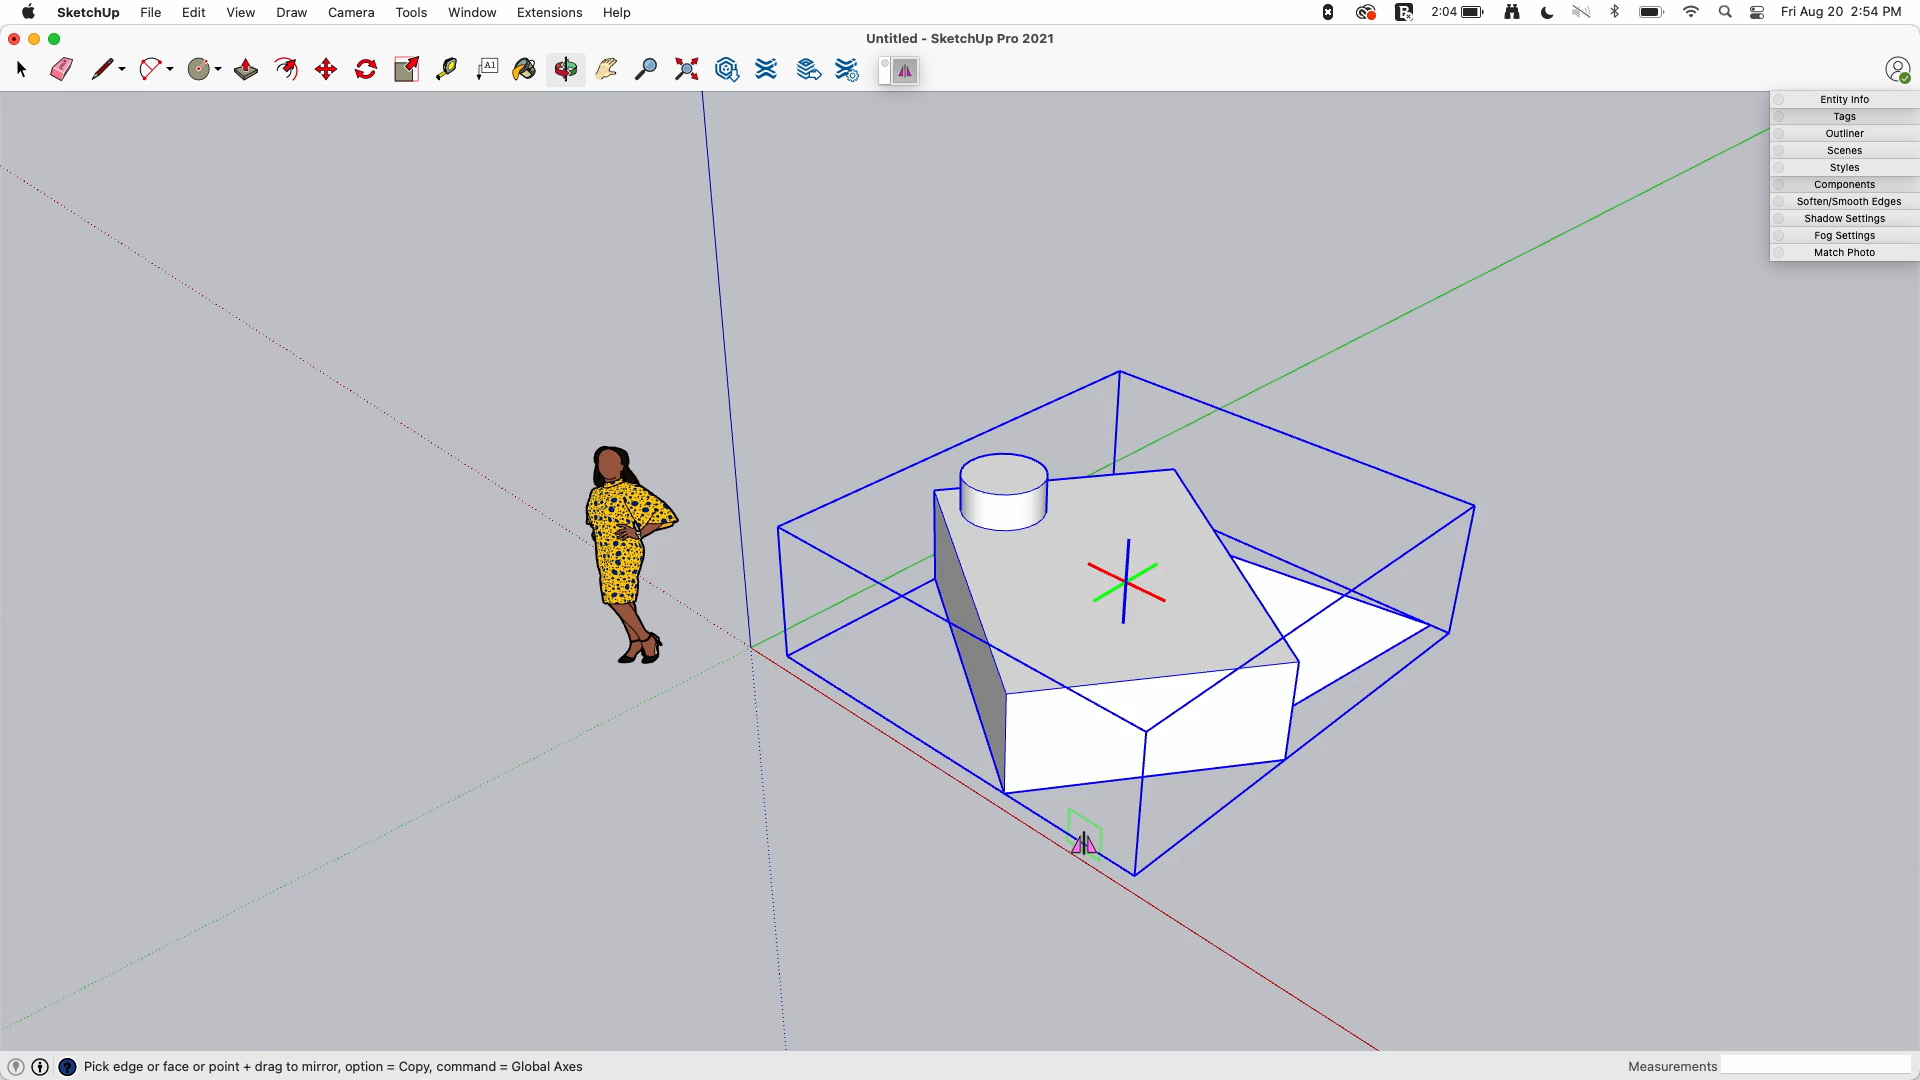 SketchUp File Edit View Draw Camera Tools Window Extensions Help 2:04 Fri Aug 20 2:54 PM
Untitled - SketchUp Pro 2021
A1
Entity Info
Tags
Outliner
Scenes
Styles
Components
Soften/Smooth Edges
Shadow Settings
Fog Settings
Match Photo
Pick edge or face or point + drag to mirror, option = Copy, command = Global Axes
Measurements